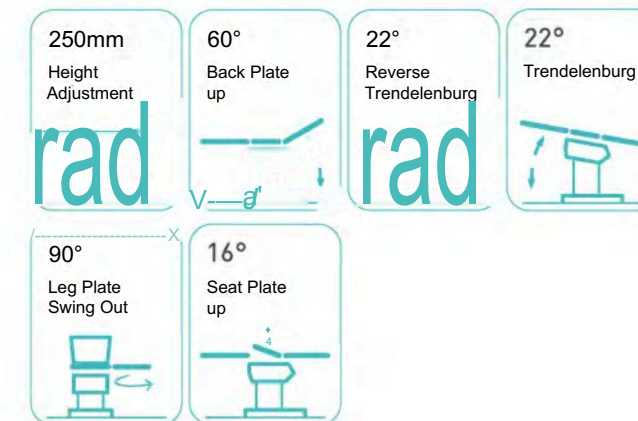 250mm
Height
Adjustment
rad
60°
Back Plate
up
V-—a'
22°
Reverse
Trendelenburg
rad
22°
Trendelenburg
90°
Leg Plate
Swing Out
16°
Seat Plate
up
4